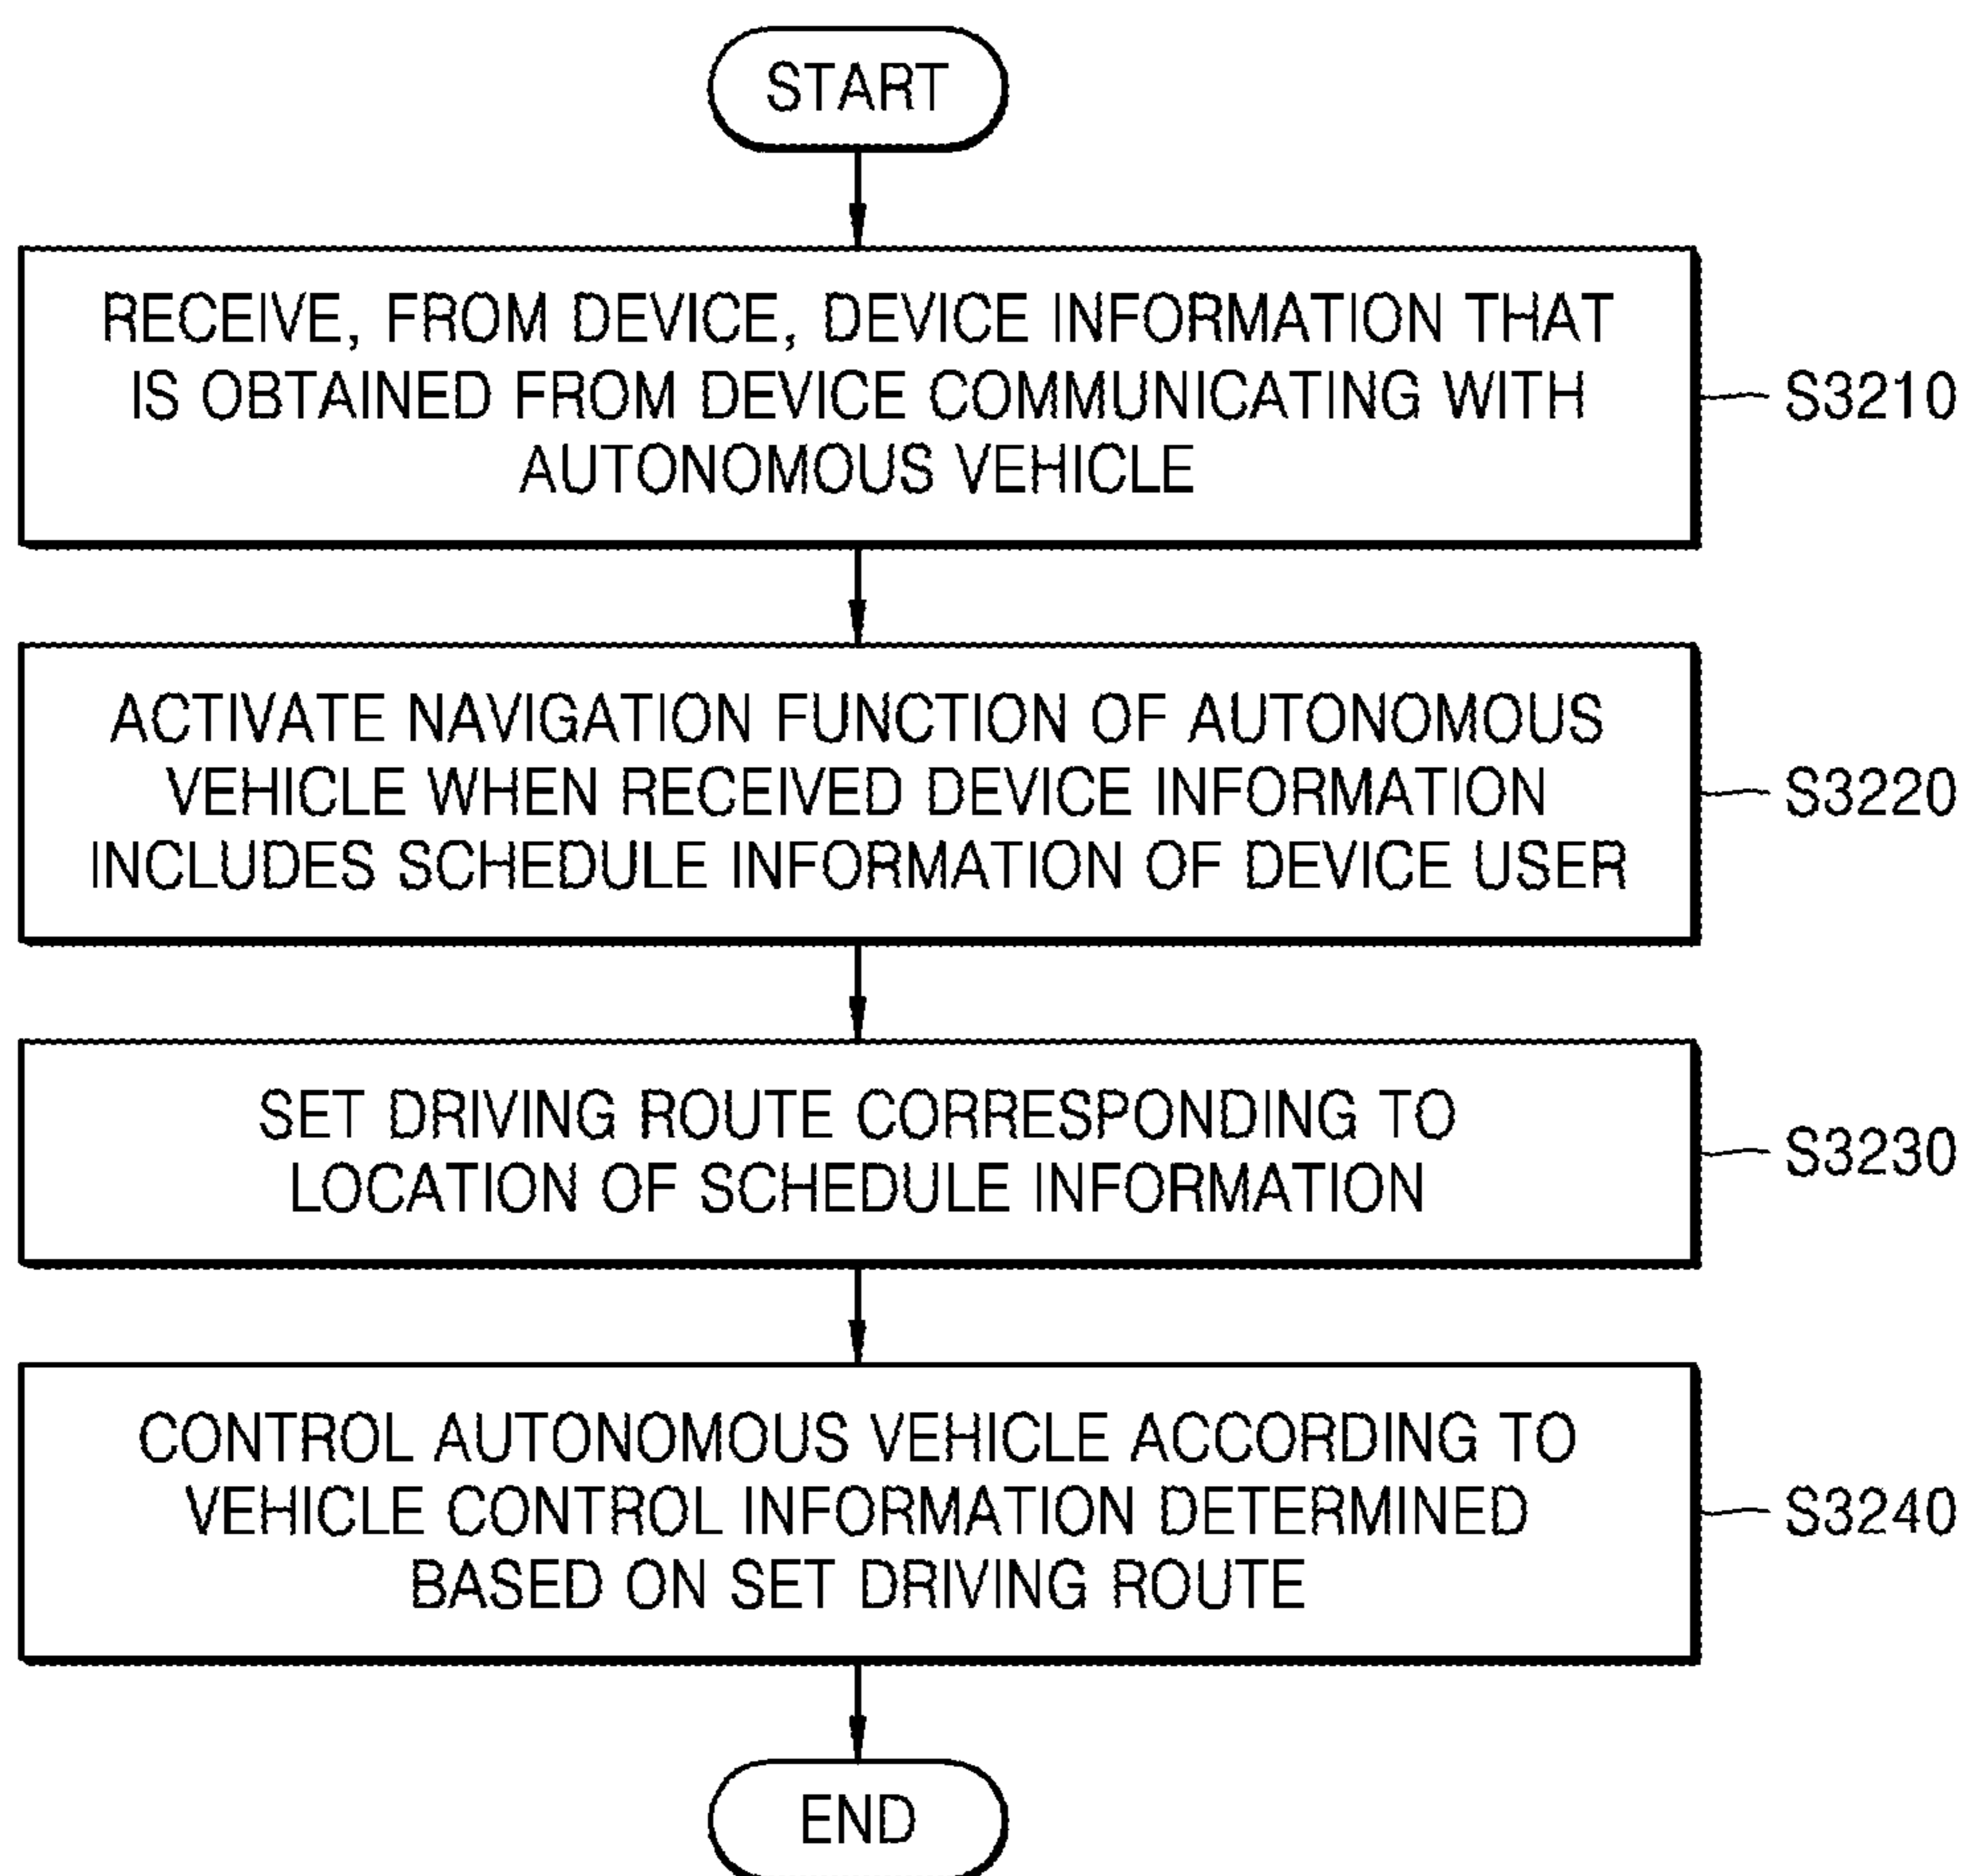 START
RECEIVE, FROM DEVICE, DEVICE INFORMATION THAT
IS OBTAINED FROM DEVICE COMMUNICATING WITH
AUTONOMOUS VEHICLE
S3210
ACTIVATE NAVIGATION FUNCTION OF AUTONOMOUS
VEHICLE WHEN RECEIVED DEVICE INFORMATION
INCLUDES SCHEDULE INFORMATION OF DEVICE USER
S3220
SET DRIVING ROUTE CORRESPONDING TO
LOCATION OF SCHEDULE INFORMATION
S3230
CONTROL AUTONOMOUS VEHICLE ACCORDING TO
VEHICLE CONTROL INFORMATION DETERMINED
BASED ON SET DRIVING ROUTE
S3240
END